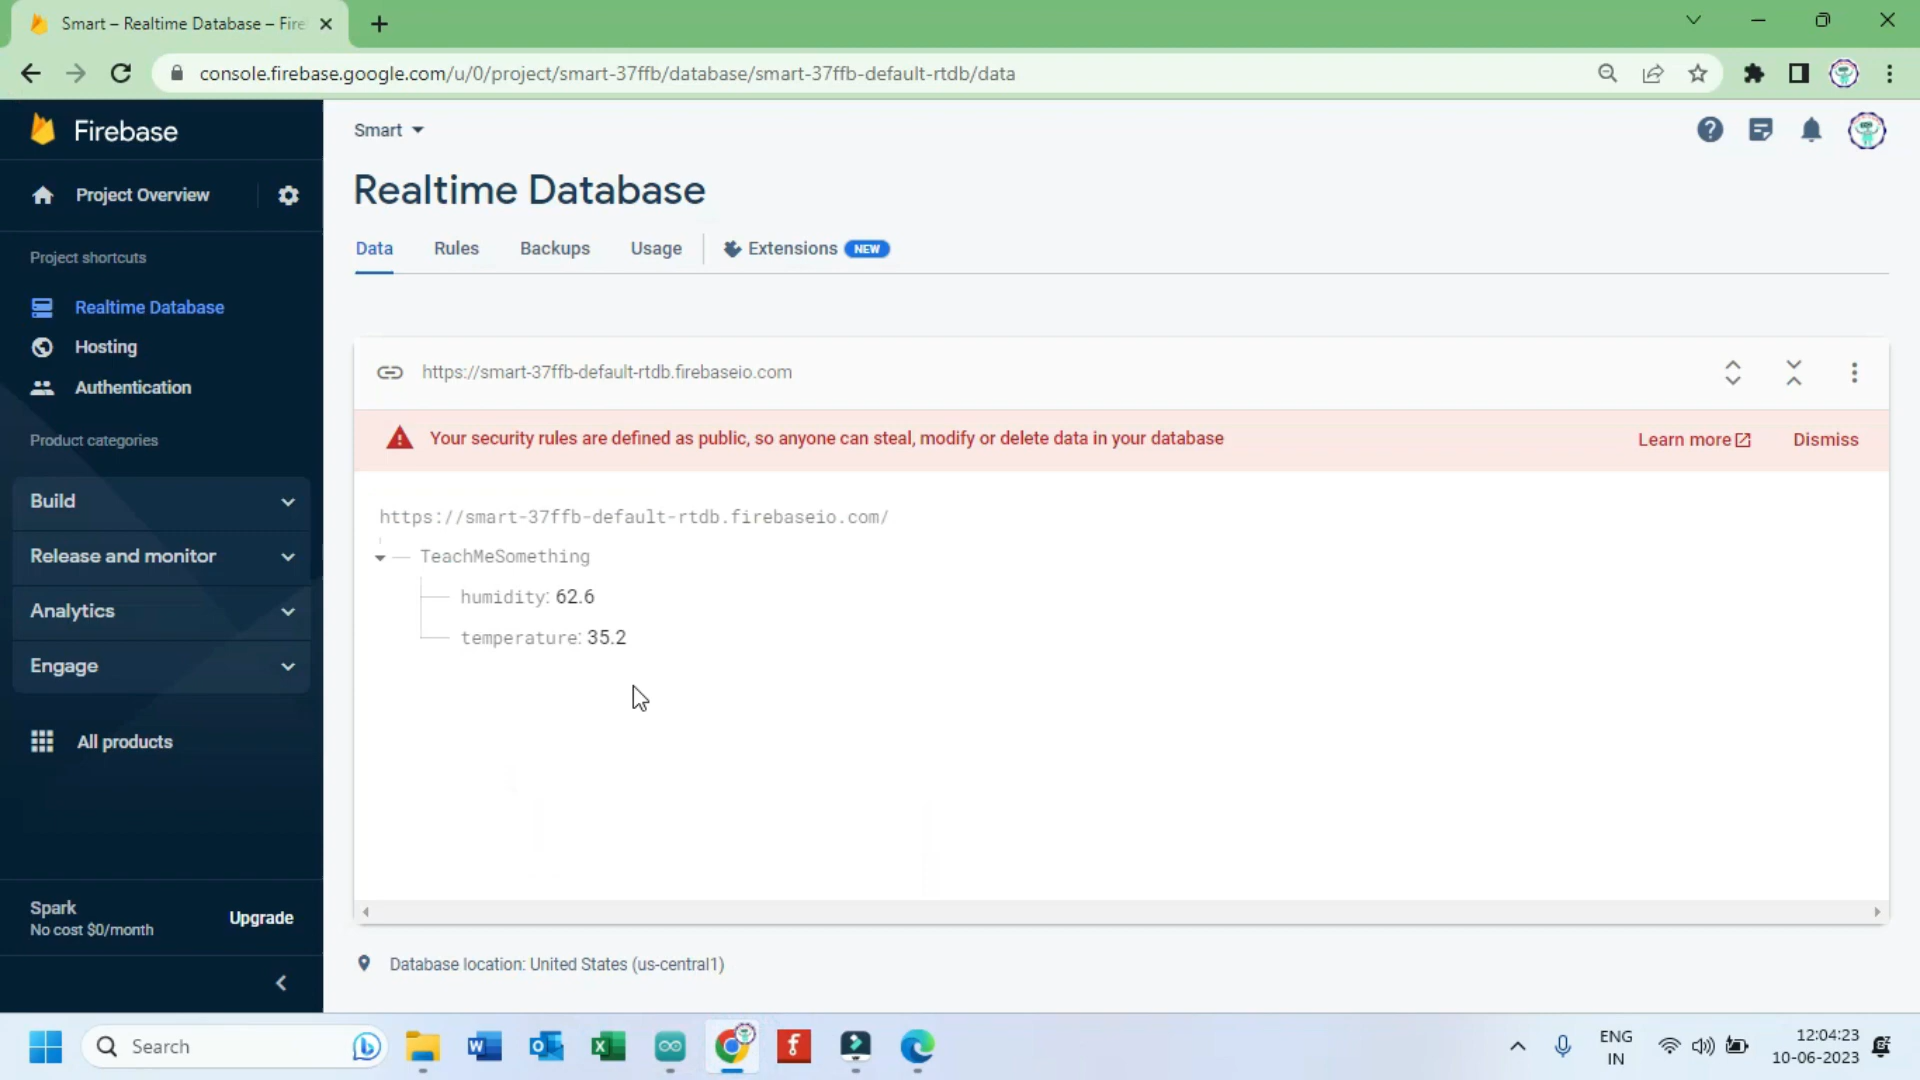 Smart – Realtime Database – Fire
console.firebase.google.com/u/0/project/smart-37ffb/database/smart-37ffb-default-rtdb/data
Firebase
Project Overview
Project shortcuts
Realtime Database
Hosting
Authentication
Product categories
Build
Release and monitor
Analytics
Engage
All products
Spark
No cost $0/month
Upgrade
Smart
Realtime Database
Data Rules Backups Usage Extensions NEW
https://smart-37ffb-default-rtdb.firebaseio.com
Your security rules are defined as public, so anyone can steal, modify or delete data in your database Learn more Dismiss
https://smart-37ffb-default-rtdb.firebaseio.com/
TeachMeSomething
humidity: 62.6
temperature: 35.2
Database location: United States (us-central1)
Search
ENG
IN
12:04:23
10-06-2023